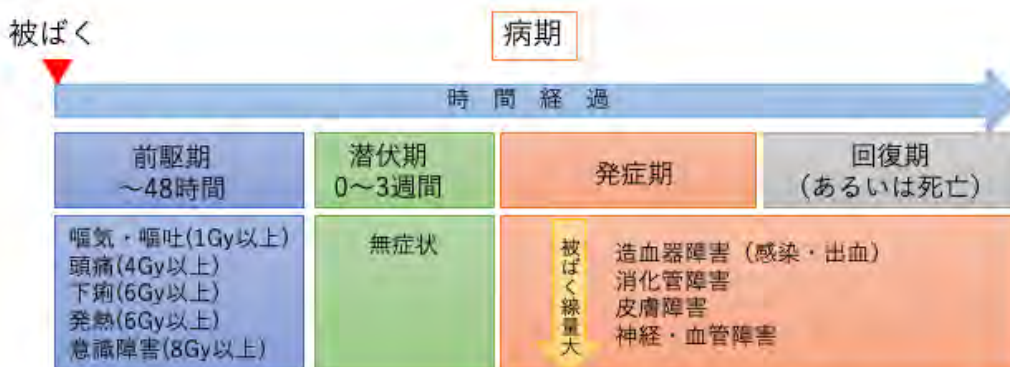 被ばく
病期
時間経過
前駆期
～48時間
潜伏期
0～3週間
発症期
回復期
（あるいは死亡）
嘔気・嘔吐(1Gy以上)
頭痛(4Gy以上)
下痢(6Gy以上)
発熱(6Gy以上)
意識障害(8Gy以上)
無症状
被ばく線量大
造血器障害（感染・出血）
消化管障害
皮膚障害
神経・血管障害